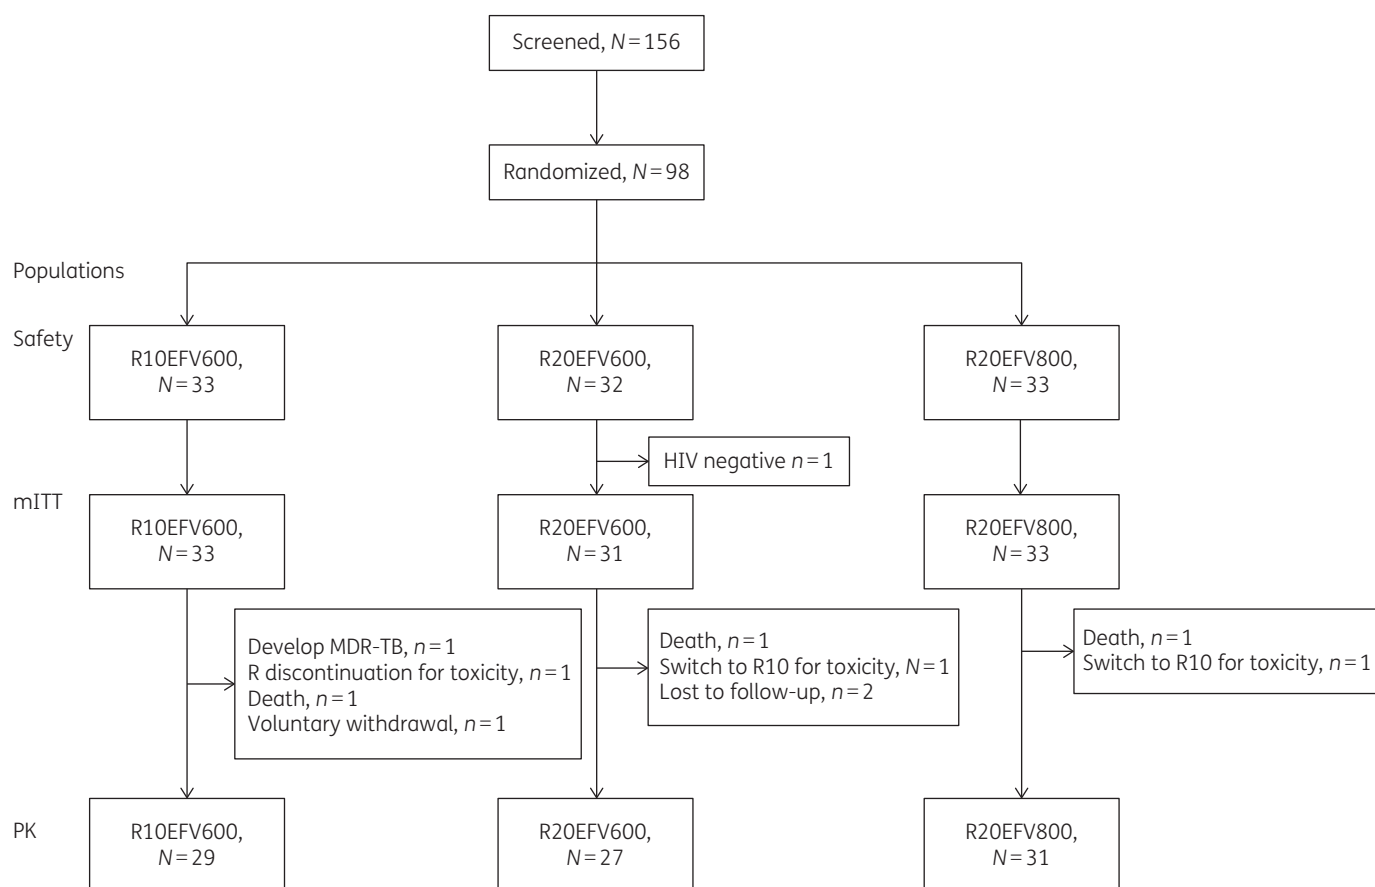 Screened, N=156
Randomized, N=98
Populations
Safety
R10EFV600,
N=33
R20EFV600,
N=32
R20EFV800,
N=33
HIV negative n=1
mITT
R10EFV600,
N=33
R20EFV600,
N=31
R20EFV800,
N=33
Develop MDR-TB, n=1
R discontinuation for toxicity, n=1
Death, n=1
Voluntary withdrawal, n=1
Death, n=1
Switch to R10 for toxicity, N=1
Lost to follow-up, n=2
Death, n=1
Switch to R10 for toxicity, n=1
PK
R10EFV600,
N=29
R20EFV600,
N=27
R20EFV800,
N=31